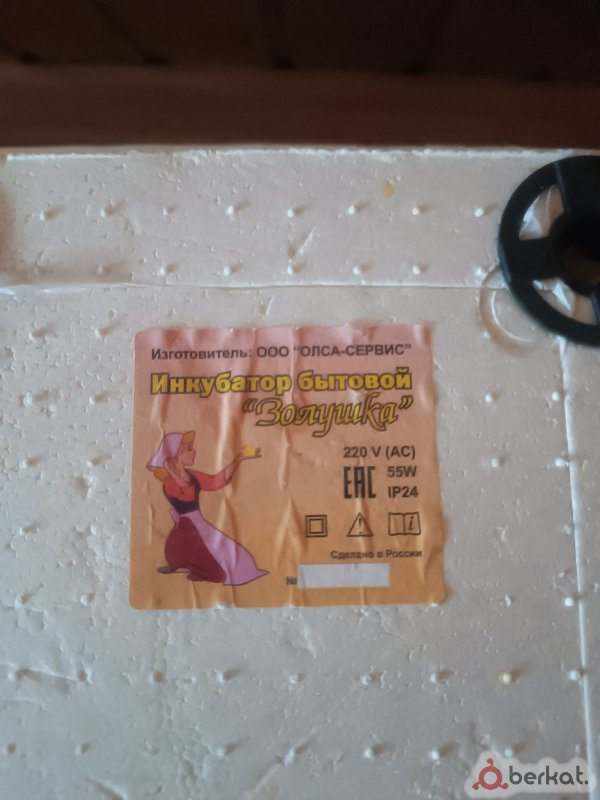 Изготовитель: ООО "ОЛСА-СЕРВИС"
Инкубатор бытовой
"Золушка"
220 V (AC)
EAC 55W
IP24
Сделано в России
№
berkat.